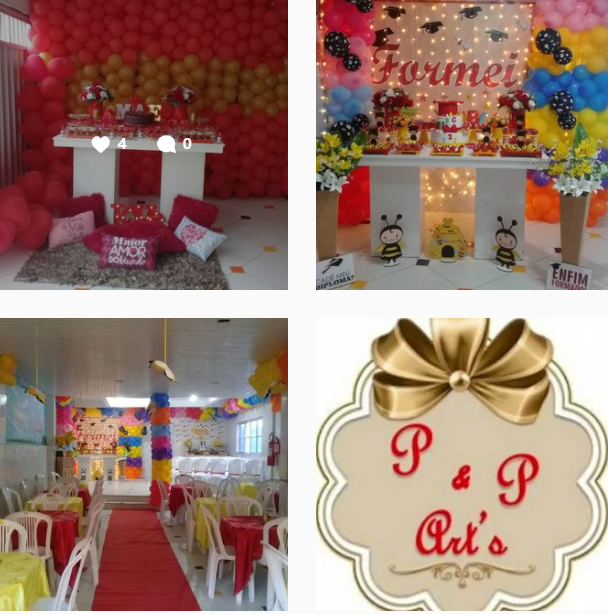 MÃE
4 0
Maior
AMOR
DO Mundo
Formei
CADÊ MEU
DIPLOMA?
ENFIM
FORMADO
Formei
P & P
Art's